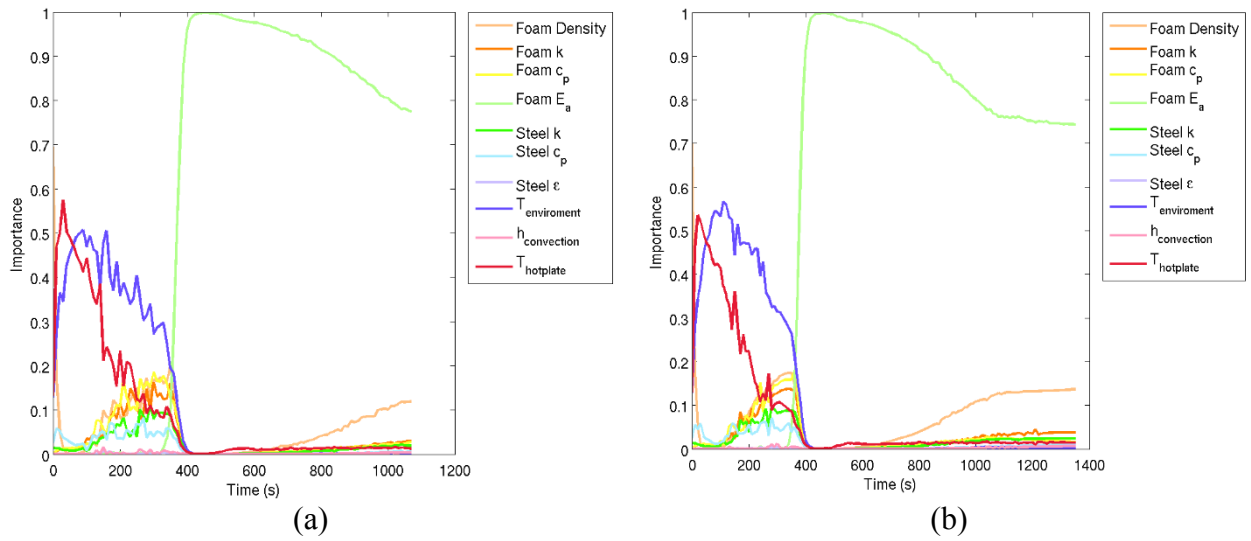 1
0.9
0.8
0.7
0.6
0.5
0.4
0.3
0.2
0.1
0
Importance
0 200 400 600 800 1000 1200
Time (s)
Foam Density
Foam k
Foam cp
Foam Ea
Steel k
Steel cp
Steel ε
Tenviroment
hconvection
Thotplate
(a)
1
0.9
0.8
0.7
0.6
0.5
0.4
0.3
0.2
0.1
0
Importance
0 200 400 600 800 1000 1200 1400
Time (s)
Foam Density
Foam k
Foam cp
Foam Ea
Steel k
Steel cp
Steel ε
Tenviroment
hconvection
Thotplate
(b)